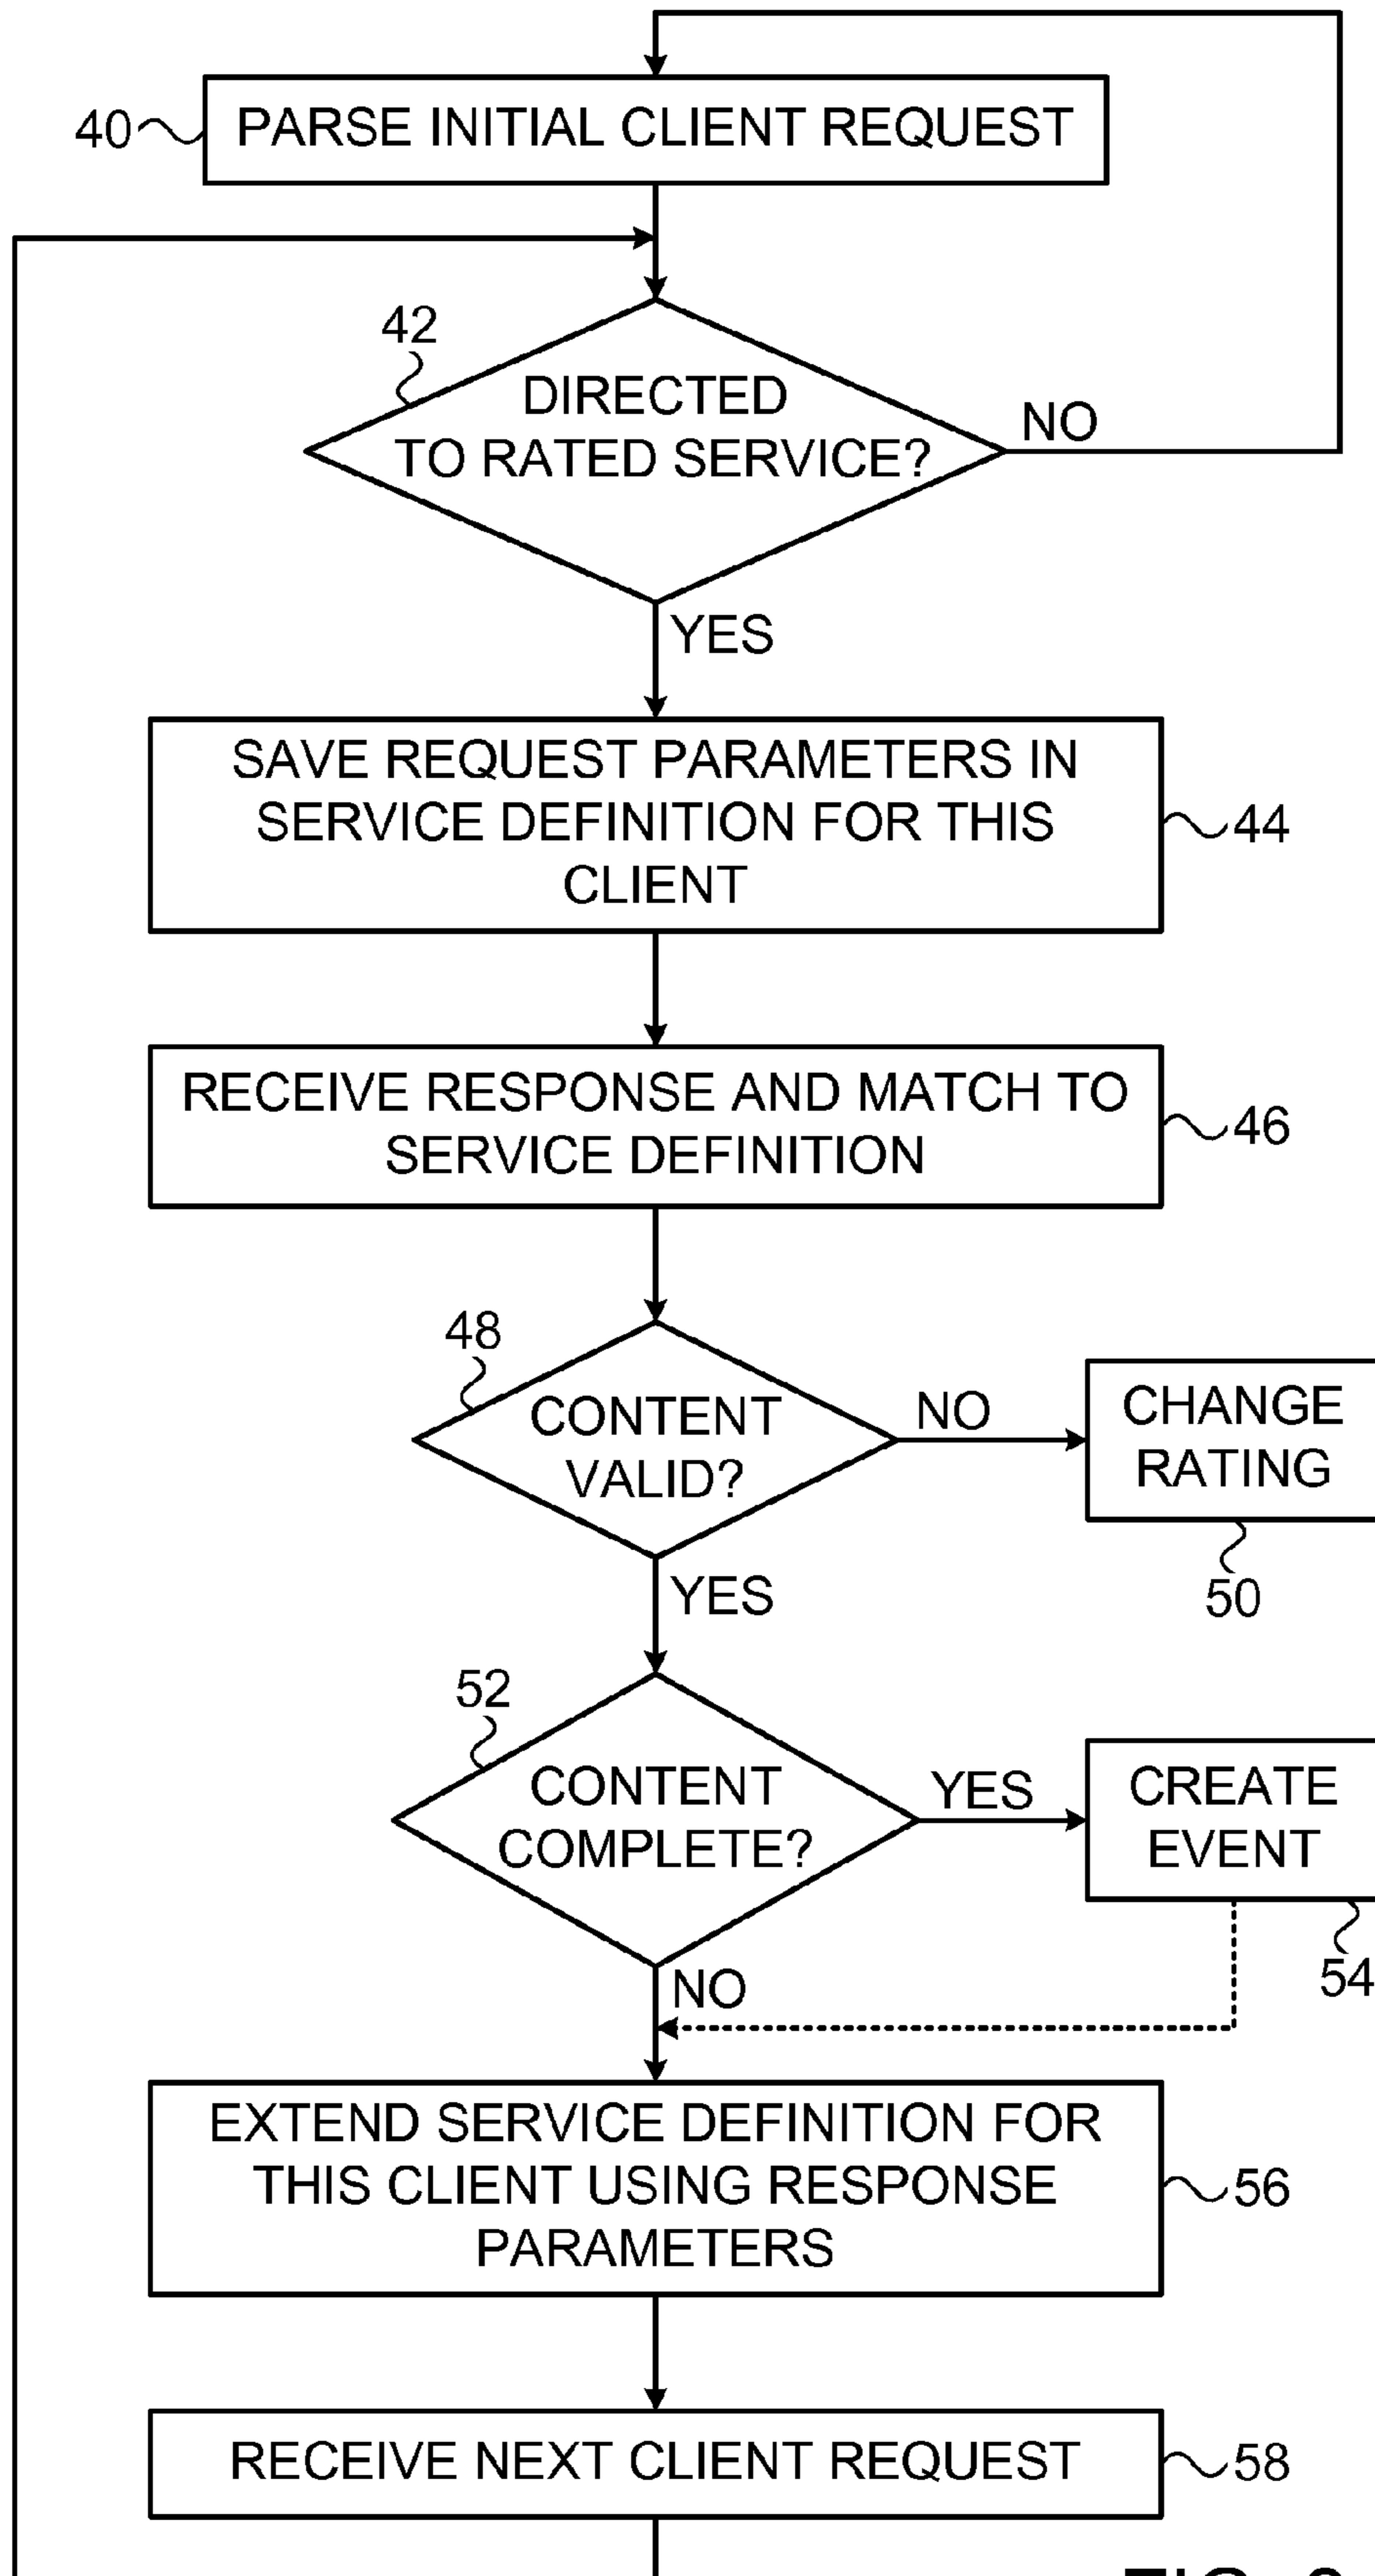 40
PARSE INITIAL CLIENT REQUEST
42
DIRECTED
TO RATED SERVICE?
NO
YES
SAVE REQUEST PARAMETERS IN
SERVICE DEFINITION FOR THIS
CLIENT
44
RECEIVE RESPONSE AND MATCH TO
SERVICE DEFINITION
46
48
CONTENT
VALID?
NO
CHANGE
RATING
50
YES
52
CONTENT
COMPLETE?
YES
CREATE
EVENT
54
NO
EXTEND SERVICE DEFINITION FOR
THIS CLIENT USING RESPONSE
PARAMETERS
56
RECEIVE NEXT CLIENT REQUEST
58